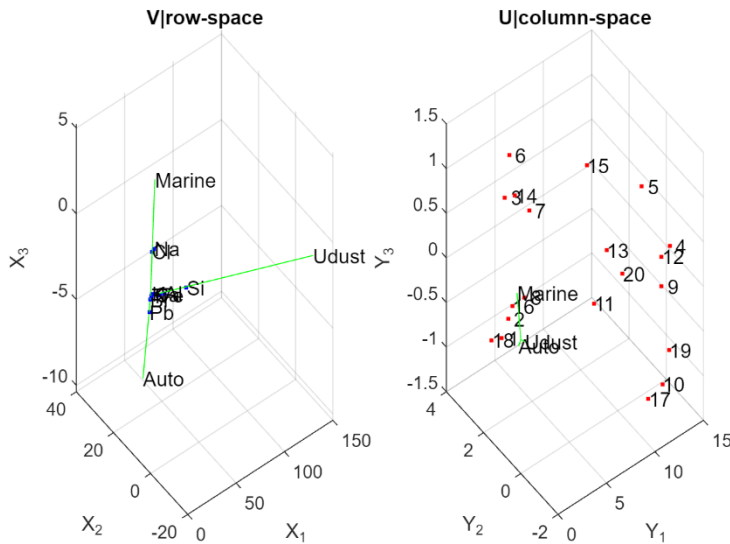 V|row-space
U|column-space
5
0
-5
-10
X₃
40
20
0
-20
X₂
0
50
100
150
X₁
Marine
Na
Udust
Si
Pb
Auto
1.5
1
0.5
0
-0.5
-1
-1.5
Y₃
4
2
0
-2
Y₂
0
5
10
15
Y₁
6
15
5
3
14
7
13
4
12
20
9
Marine
16
8
11
2
18
1
Udust
Auto
19
10
17